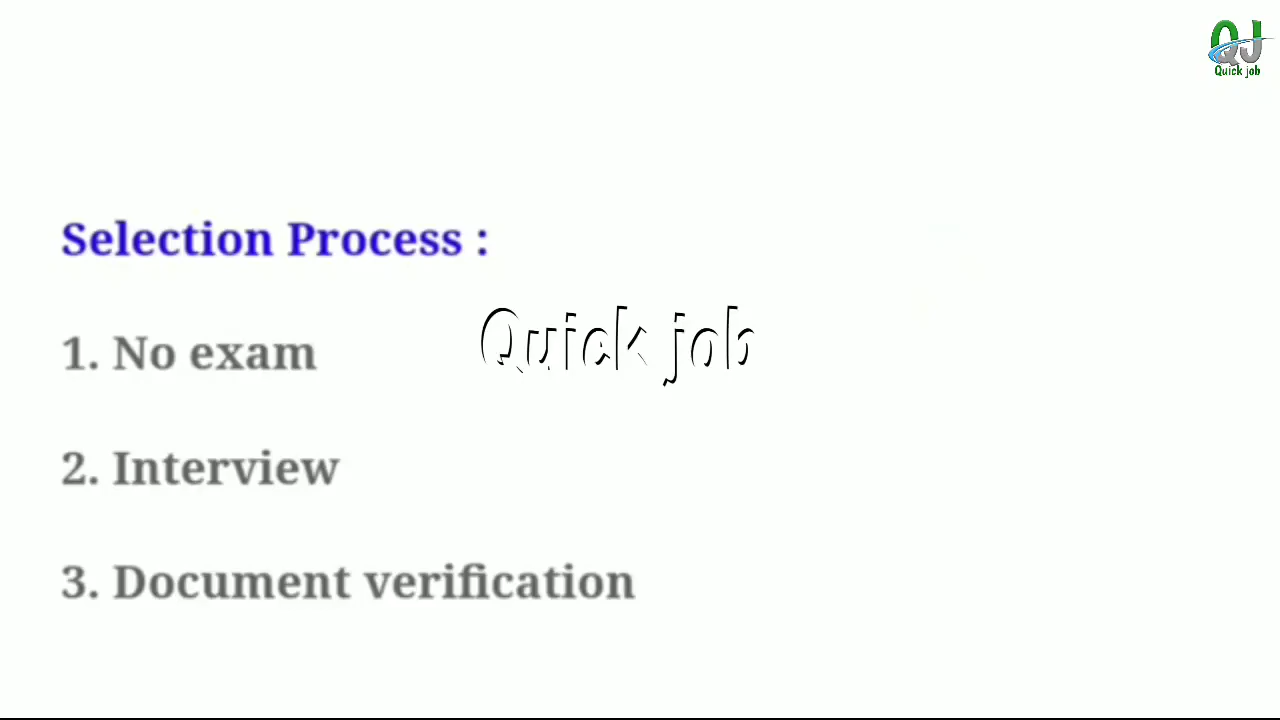 QJ
Quick job
Selection Process :
Quick job
1. No exam
2. Interview
3. Document verification